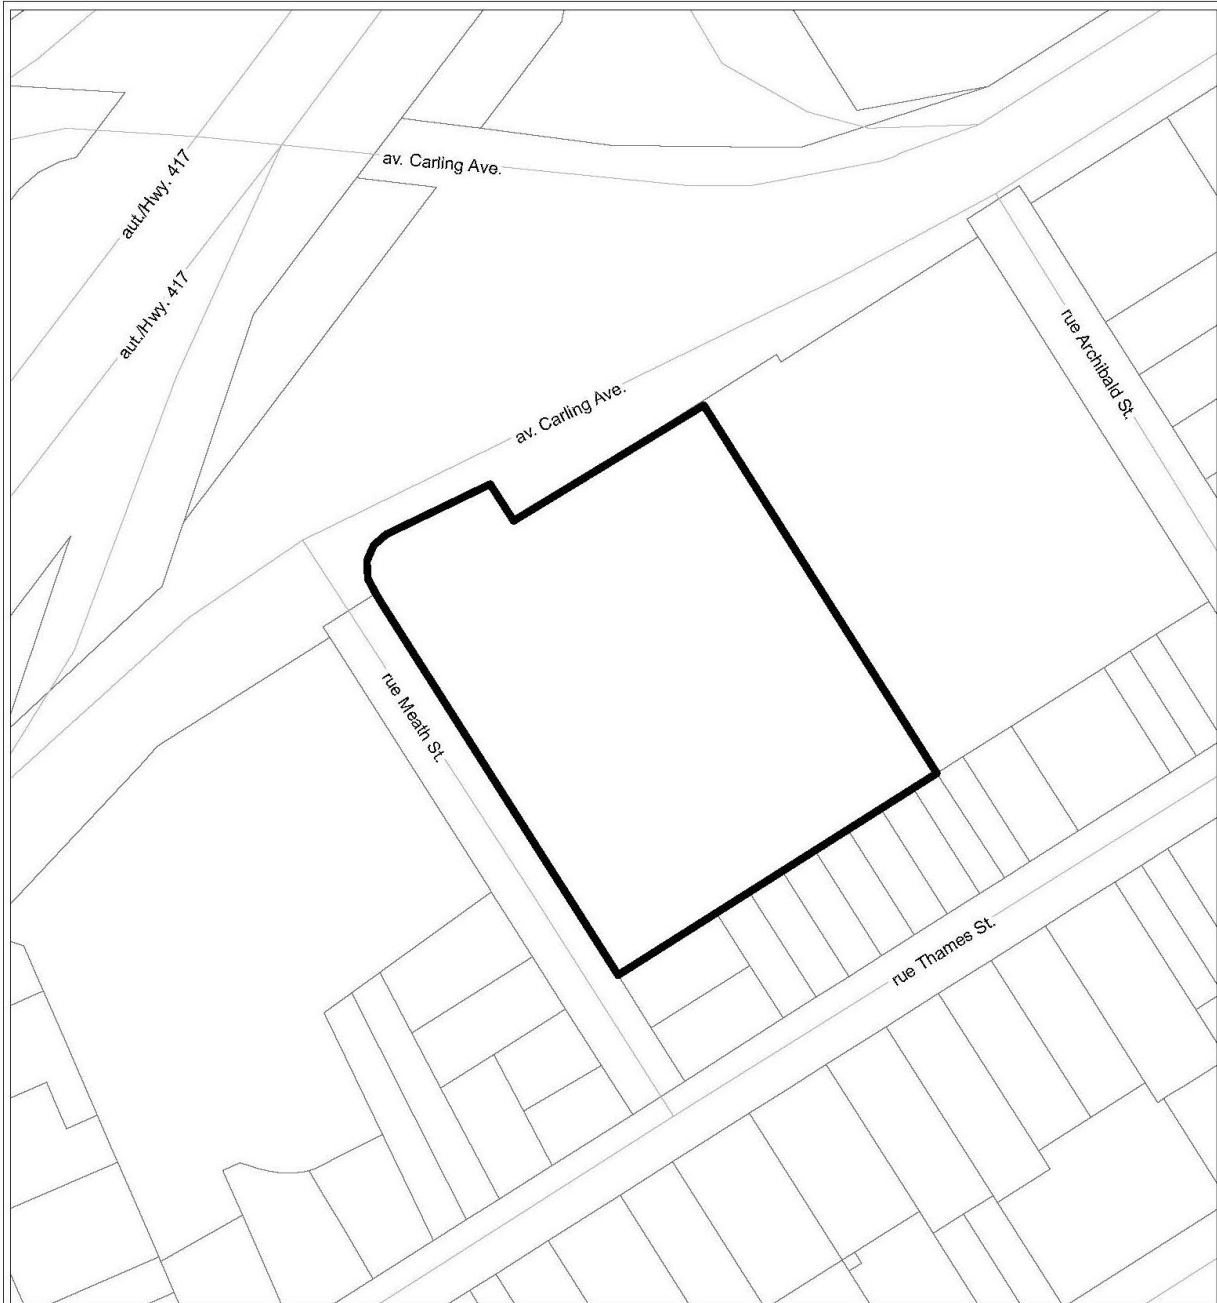 aut./Hwy. 417
av. Carling Ave.
aut./Hwy. 417
rue Archibald St.
av. Carling Ave.
rue Meath St.
rue Thames St.